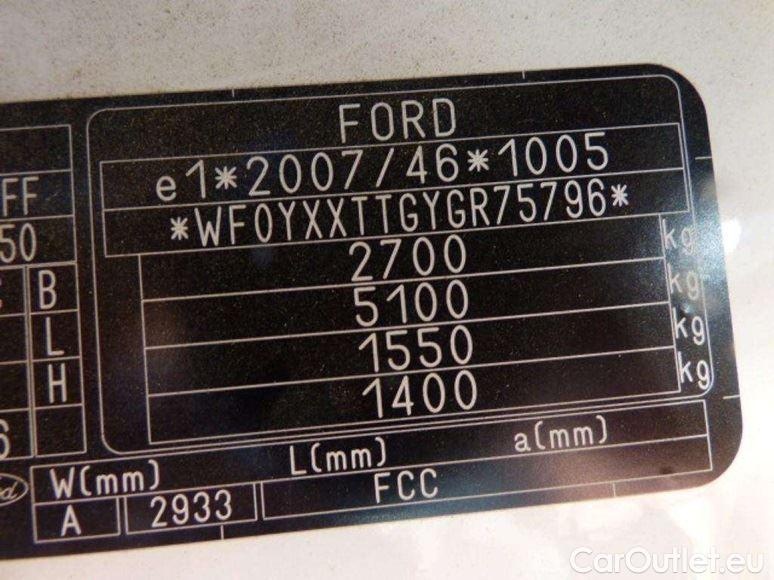 FORD
e1*2007/46*1005
*WF0YXXTTGYGR75796*
2700 kg
5100 kg
1550 kg
1400 kg
FF
50
B
L
H
6
W(mm) L(mm) a(mm)
A 2933 FCC
CarOutlet.eu